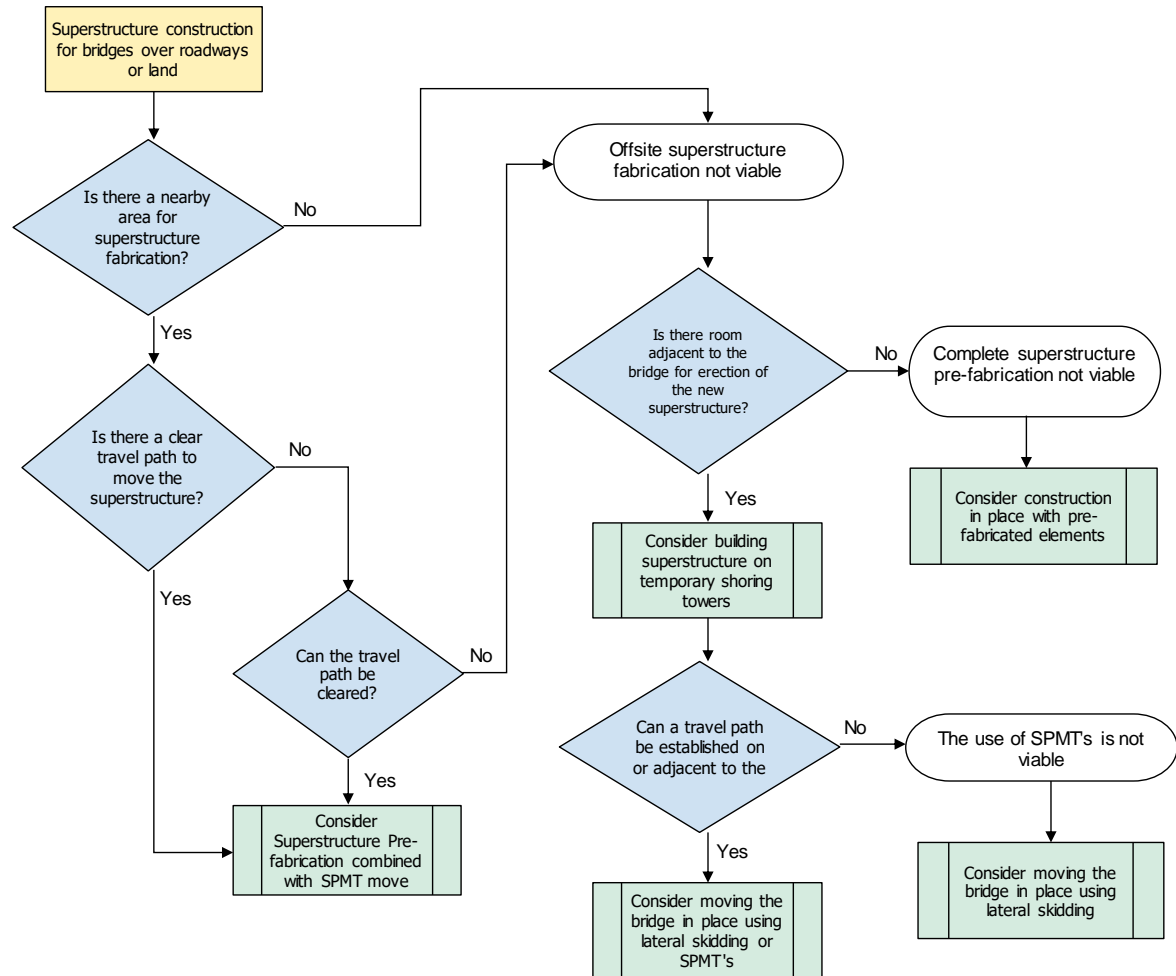 Superstructure construction
for bridges over roadways
or land
Is there a nearby
area for
superstructure
fabrication?
No
Yes
Is there a clear
travel path to
move the
superstructure?
No
Yes
Can the travel
path be
cleared?
No
Yes
Consider
Superstructure Pre-
fabrication combined
with SPMT move
Offsite superstructure
fabrication not viable
Is there room
adjacent to the
bridge for erection of
the new
superstructure?
No
Complete superstructure
pre-fabrication not viable
Consider construction
in place with pre-
fabricated elements
Yes
Consider building
superstructure on
temporary shoring
towers
Can a travel path
be established on
or adjacent to the
No
The use of SPMT's is not
viable
Consider moving the
bridge in place using
lateral skidding
Yes
Consider moving the
bridge in place using
lateral skidding or
SPMT's